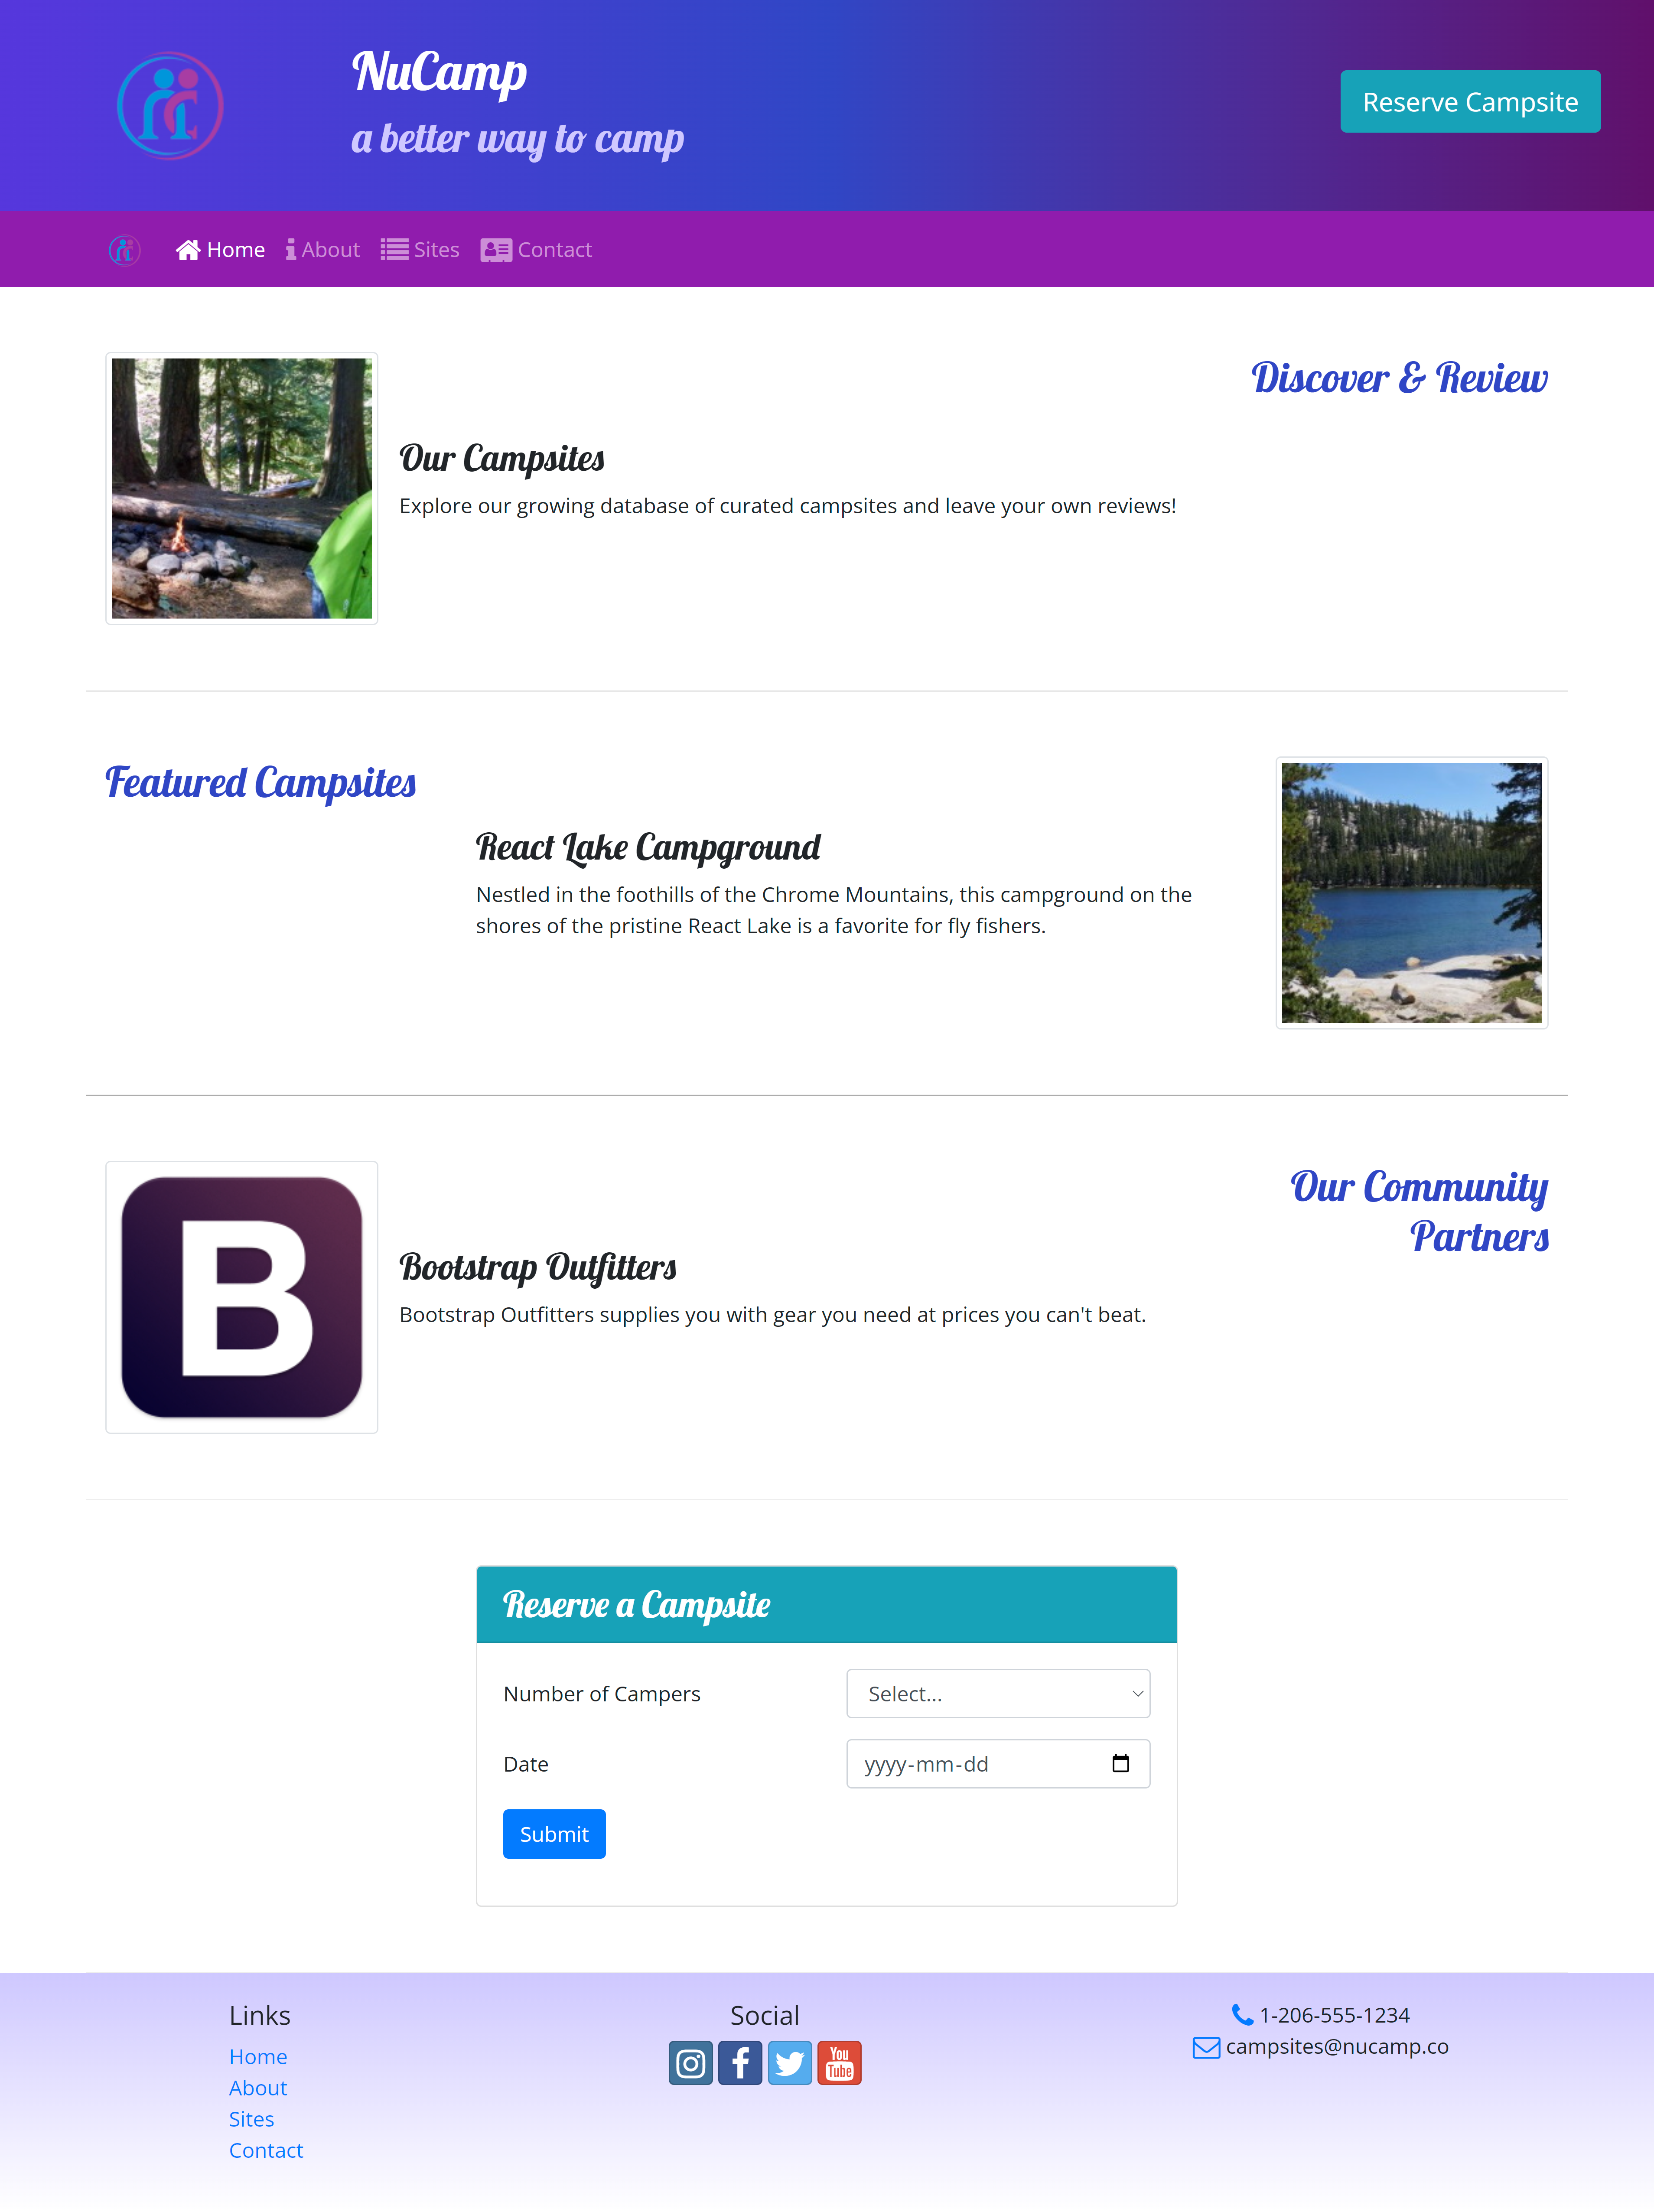 NuCamp
a better way to camp
Reserve Campsite
Home About Sites Contact
Discover & Review
Our Campsites
Explore our growing database of curated campsites and leave your own reviews!
Featured Campsites
React Lake Campground
Nestled in the foothills of the Chrome Mountains, this campground on the
shores of the pristine React Lake is a favorite for fly fishers.
Our Community
Partners
B
Bootstrap Outfitters
Bootstrap Outfitters supplies you with gear you need at prices you can't beat.
Reserve a Campsite
Number of Campers
Select...
Date
yyyy-mm-dd
Submit
Links
Home
About
Sites
Contact
Social
You
Tube
1-206-555-1234
campsites@nucamp.co